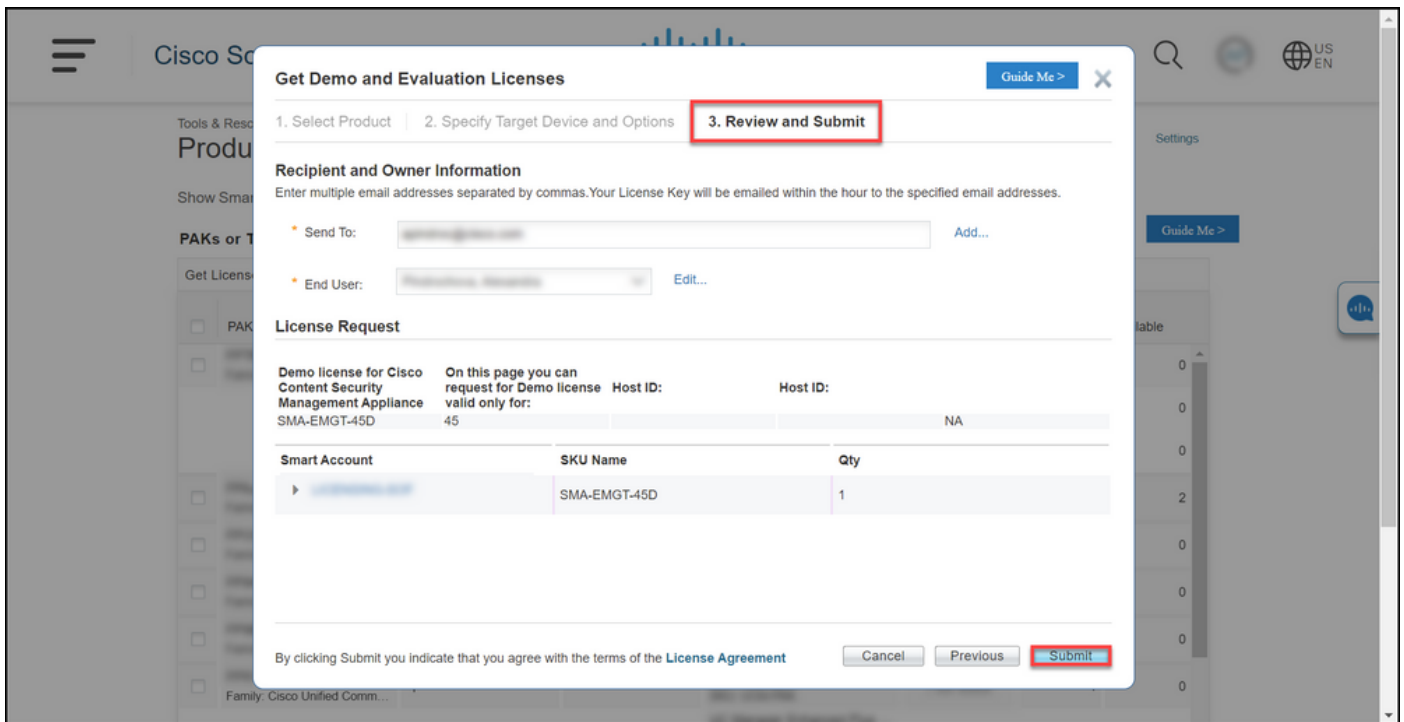 Cisco So
US
EN
Get Demo and Evaluation Licenses
Guide Me >
1. Select Product
2. Specify Target Device and Options
3. Review and Submit
Tools & Reso
Produ
Settings
Recipient and Owner Information
Enter multiple email addresses separated by commas.Your License Key will be emailed within the hour to the specified email addresses.
Show Smar
* Send To:
Add...
PAKs or T
Guide Me >
Get Licens
* End User:
Edit...
License Request
PAK
lable
Demo license for Cisco
Content Security
Management Appliance
On this page you can
request for Demo license
valid only for:
Host ID:
Host ID:
SMA-EMGT-45D
45
NA
0
0
0
2
0
0
0
0
Smart Account
SKU Name
Qty
SMA-EMGT-45D
1
By clicking Submit you indicate that you agree with the terms of the License Agreement
Cancel
Previous
Submit
Family: Cisco Unified Comm...